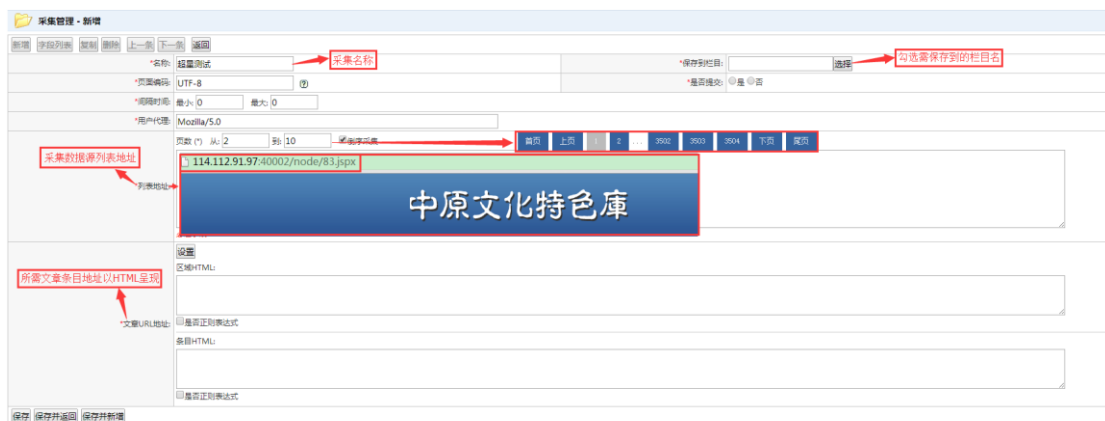 采集管理 - 新增
新增 字段列表 复制 删除 上一条 下一条 返回
*名称: 超星测试 采集名称 *保存到栏目: 选择 勾选需保存到的栏目名
*页面编码: UTF-8 *是否提交: 是 否
*间隔时间: 最小: 0 最大: 0
*用户代理: Mozilla/5.0
页数 (*) 从: 2 到: 10 倒序采集 首页 上页 1 2 ... 3502 3503 3504 下页 尾页
采集数据源列表地址
114.112.91.97:40002/node/83.jspx
*列表地址:
中原文化特色庫
设置
区域HTML:
所需文章条目地址以HTML呈现
*文章URL地址: 是否正则表达式
条目HTML:
是否正则表达式
保存 保存并返回 保存并新增